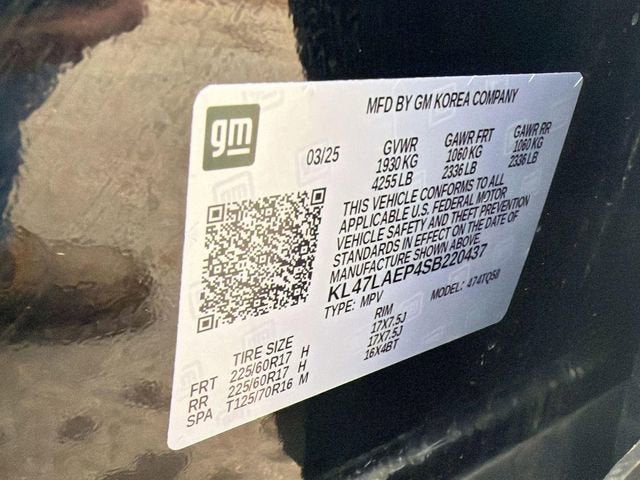 MFD BY GM KOREA COMPANY
gm
03/25
GVWR GAWR FRT GAWR RR
1930 KG 1060 KG 1060 KG
4255 LB 2336 LB 2336 LB
THIS VEHICLE CONFORMS TO ALL
APPLICABLE U.S. FEDERAL MOTOR
VEHICLE SAFETY AND THEFT PREVENTION
STANDARDS IN EFFECT ON THE DATE OF
MANUFACTURE SHOWN ABOVE.
KL47LAEP4SB220437
TYPE: MPV MODEL: 474TQ58
TIRE SIZE RIM
FRT 225/60R17 H 17X7.5J
RR 225/60R17 H 17X7.5J
SPA T125/70R16 M 16X4BT